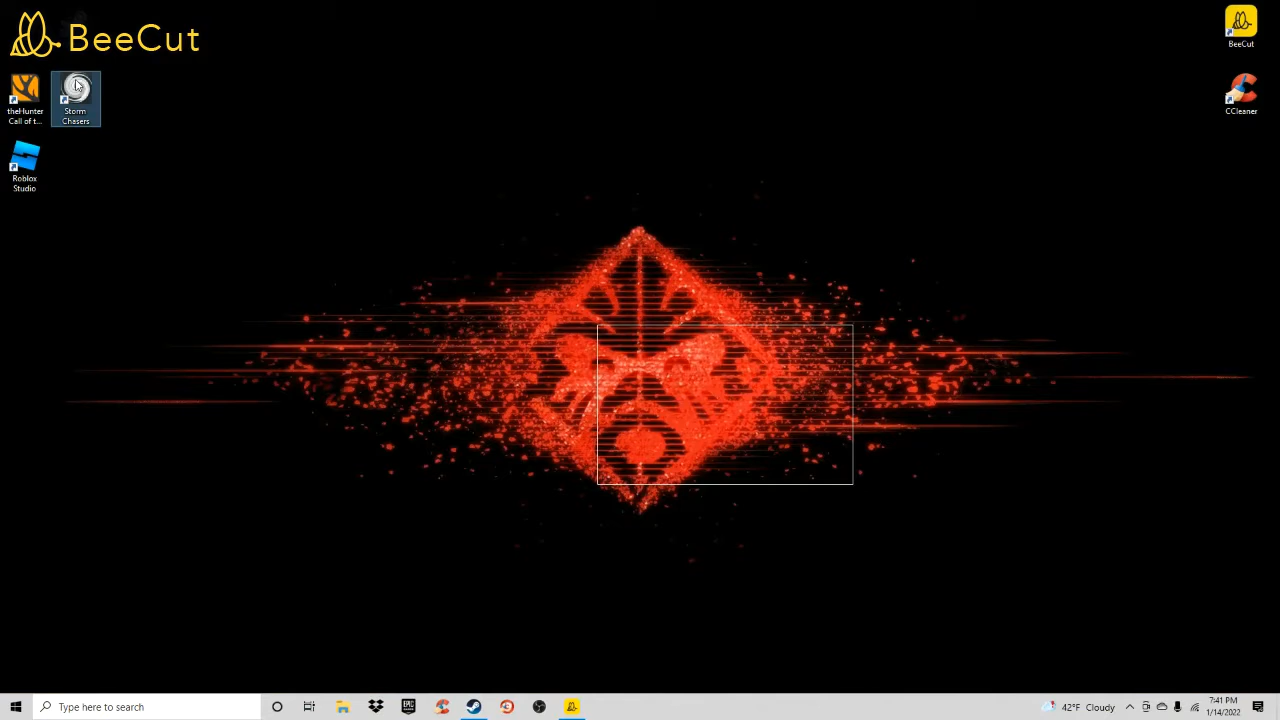 BeeCut
BeeCut
theHunter
Call of t...
Storm
Chasers
CCleaner
Roblox
Studio
EPIC
Type here to search
42°F Cloudy
7:41 PM
1/14/2022